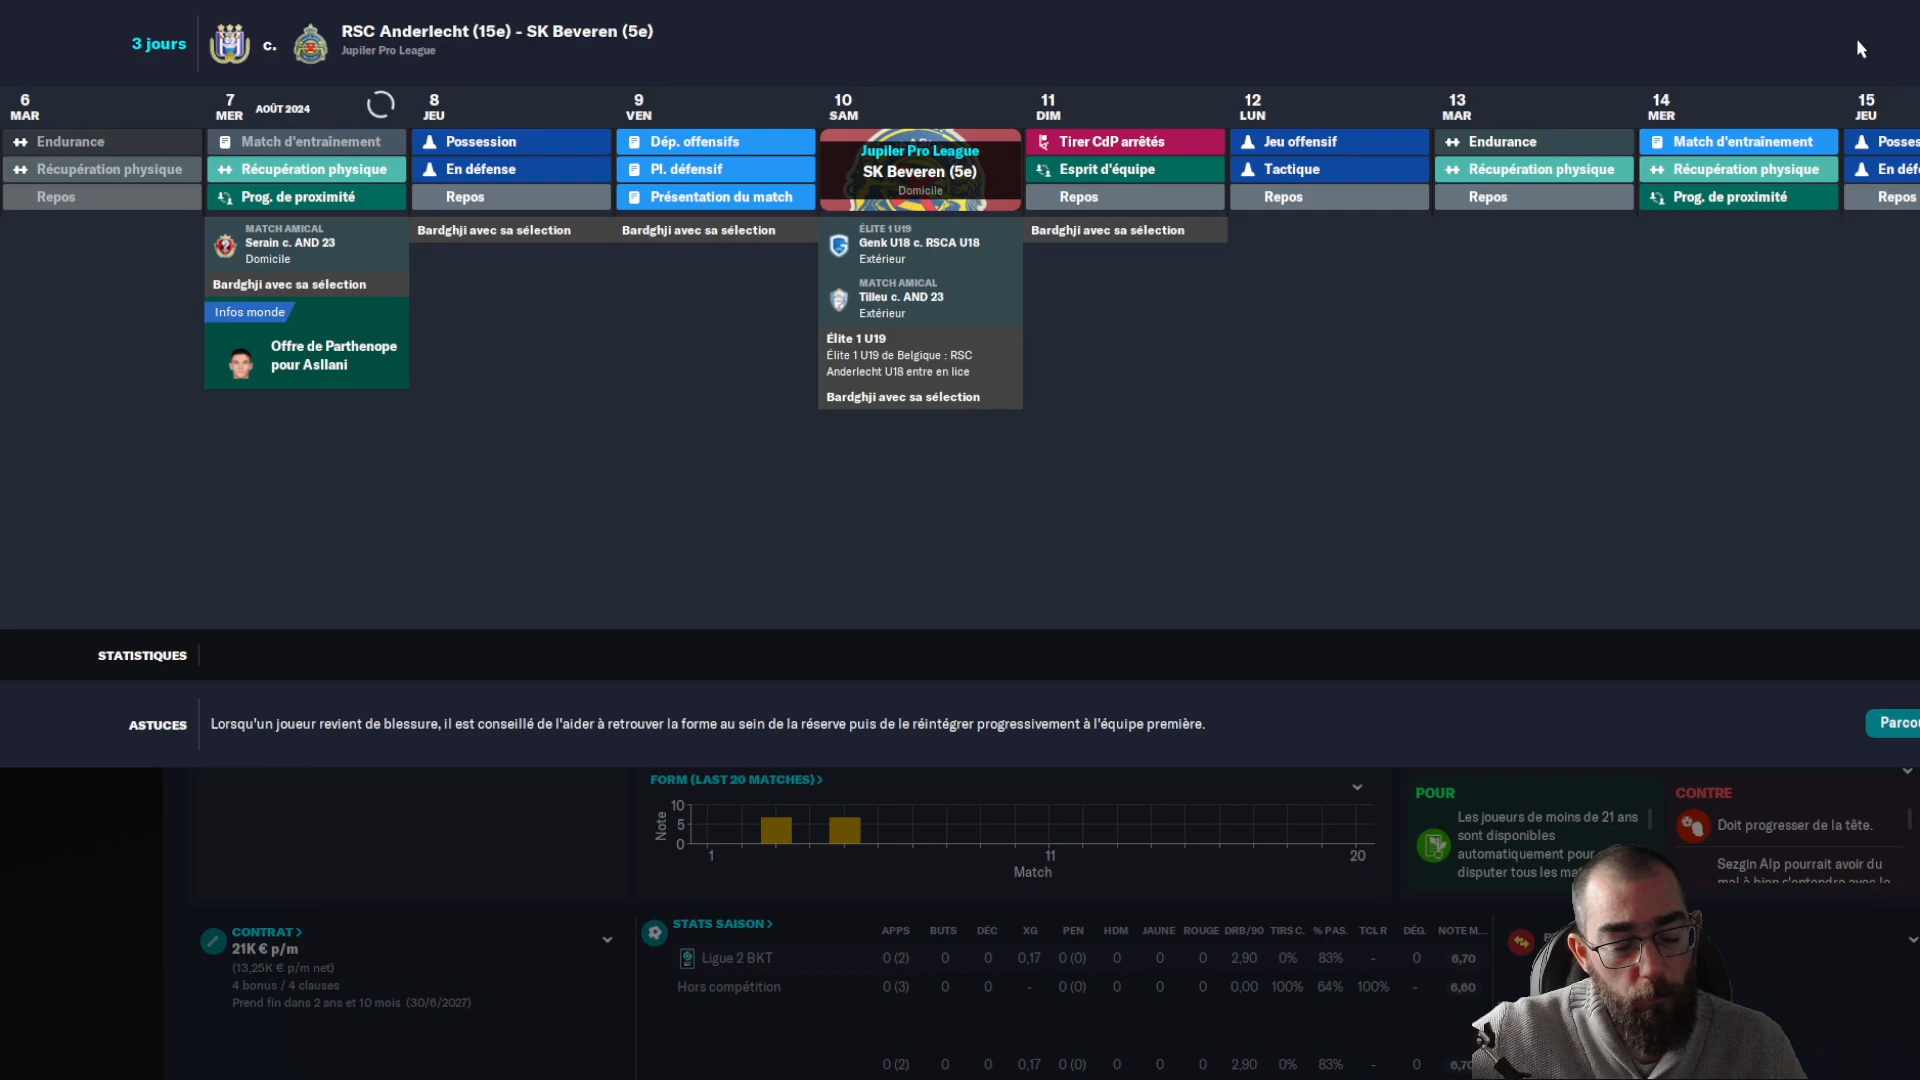 3 jours
c.
RSC Anderlecht (15e) - SK Beveren (5e)
Jupiler Pro League
6
MAR
7
MER
AOÛT 2024
8
JEU
9
VEN
10
SAM
11
DIM
12
LUN
13
MAR
14
MER
15
JEU
Endurance
Récupération physique
Repos
Match d'entraînement
Récupération physique
Prog. de proximité
Possession
En défense
Repos
Dép. offensifs
Pl. défensif
Présentation du match
Jupiler Pro League
SK Beveren (5e)
Domicile
Tirer CdP arrêtés
Esprit d'équipe
Repos
Jeu offensif
Tactique
Repos
Endurance
Récupération physique
Repos
Match d'entraînement
Récupération physique
Prog. de proximité
Posses
En défe
Repos
MATCH AMICAL
Serain c. AND 23
Domicile
Bardghji avec sa sélection
Infos monde
Offre de Parthenope
pour Asllani
Bardghji avec sa sélection
Bardghji avec sa sélection
ÉLITE 1 U19
Genk U18 c. RSCA U18
Extérieur
MATCH AMICAL
Tilleu c. AND 23
Extérieur
Élite 1 U19
Élite 1 U19 de Belgique : RSC
Anderlecht U18 entre en lice
Bardghji avec sa sélection
Bardghji avec sa sélection
STATISTIQUES
ASTUCES
Lorsqu'un joueur revient de blessure, il est conseillé de l'aider à retrouver la forme au sein de la réserve puis de le réintégrer progressivement à l'équipe première.
Parcou
FORM (LAST 20 MATCHES) >
Note
10
5
0
1
11
20
Match
POUR
Les joueurs de moins de 21 ans
sont disponibles
automatiquement pour
disputer tous les ma
CONTRE
Doit progresser de la tête.
Sezgin Alp pourrait avoir du
mal à bien s'entendre avec le
CONTRAT >
21K € p/m
(13,25K € p/m net)
4 bonus / 4 clauses
Prend fin dans 2 ans et 10 mois (30/6/2027)
STATS SAISON >
APPS BUTS DÉC XG PEN HDM JAUNE ROUGE DRB/90 TIRS C. % PAS. TCL R DÉG. NOTE M...
Ligue 2 BKT 0 (2) 0 0 0,17 0 (0) 0 0 0 2,90 0% 83% - 0 6,70
Hors compétition 0 (3) 0 0 - 0 (0) 0 0 0 0,00 100% 64% 100% - 6,60
0 (2) 0 0 0,17 0 (0) 0 0 0 2,90 0% 83% - 0